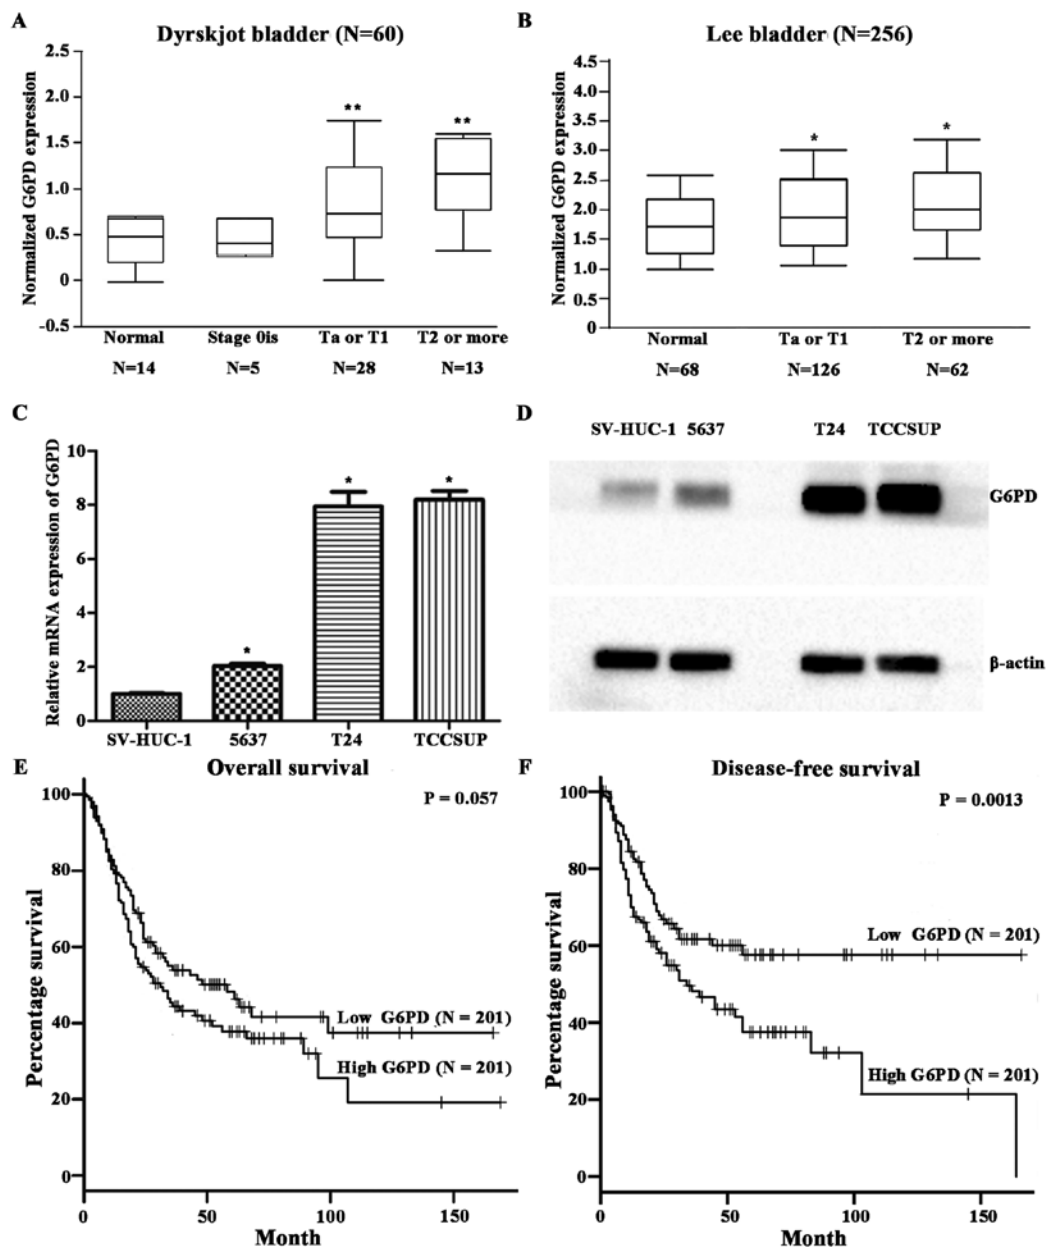 A
Dyrskjot bladder (N=60)
Normalized G6PD expression
2.5
2.0
1.5
1.0
0.5
0
-0.5
**
**
Normal Stage 0is Ta or T1 T2 or more
N=14 N=5 N=28 N=13
B
Lee bladder (N=256)
Normalized G6PD expression
4.5
4.0
3.5
3.0
2.5
2.0
1.5
1.0
0.5
0
*
*
Normal Ta or T1 T2 or more
N=68 N=126 N=62
C
Relative mRNA expression of G6PD
10
8
6
4
2
0
*
*
*
SV-HUC-1 5637 T24 TCCSUP
D
SV-HUC-1 5637 T24 TCCSUP
G6PD
β-actin
E
Overall survival
P = 0.057
Percentage survival
100
80
60
40
20
0
Low G6PD (N = 201)
High G6PD (N = 201)
0 50 100 150
Month
F
Disease-free survival
P = 0.0013
Percentage survival
100
80
60
40
20
0
Low G6PD (N = 201)
High G6PD (N = 201)
0 50 100 150
Month